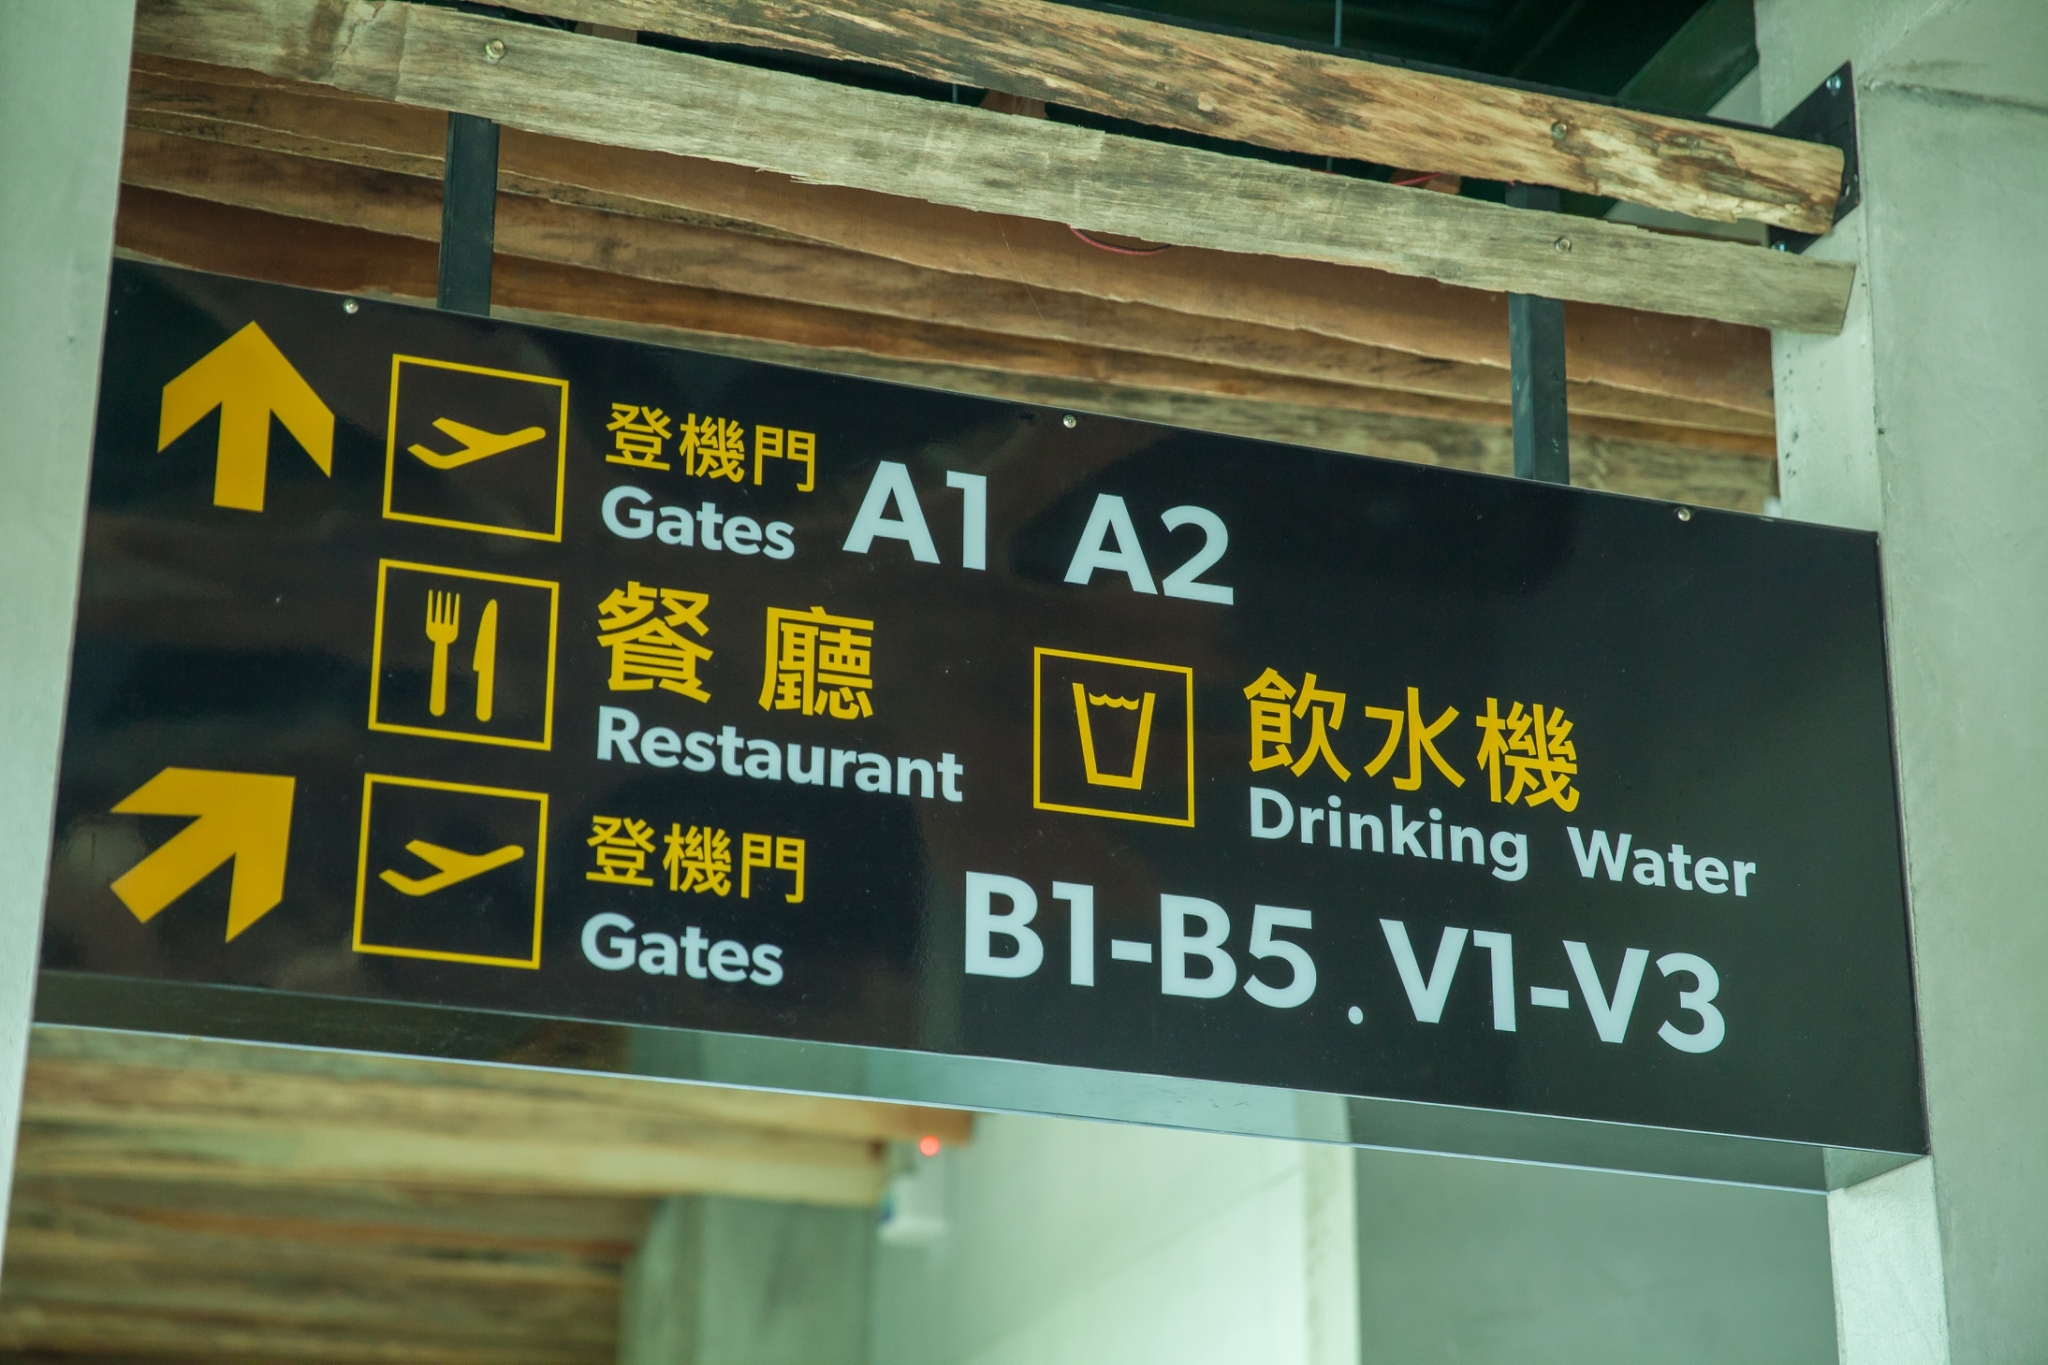 登機門
Gates A1 A2
餐廳
Restaurant
飲水機
Drinking Water
登機門
Gates B1-B5.V1-V3